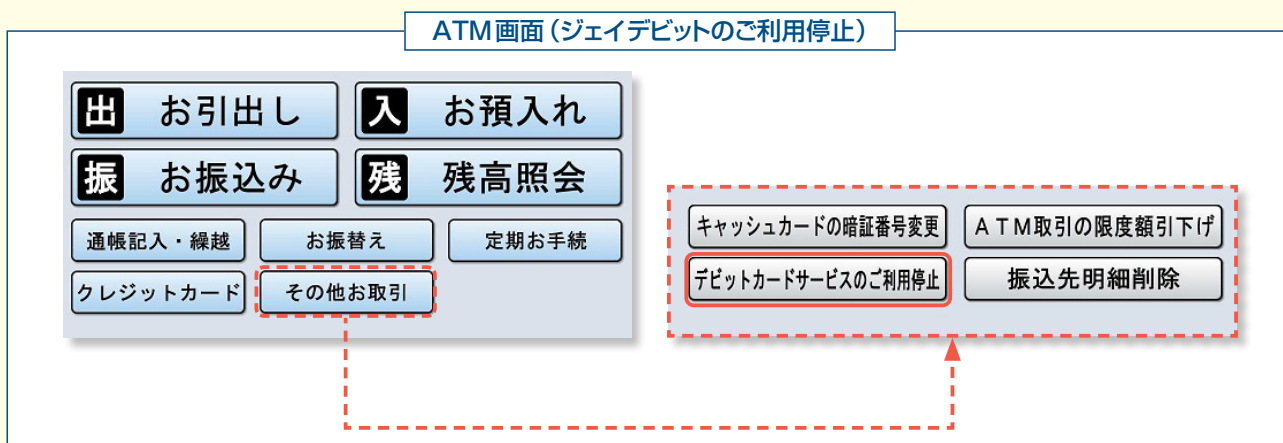 ATM画面（ジェイデビットのご利用停止）
出 お引出し
入 お預入れ
振 お振込み
残 残高照会
通帳記入・繰越
お振替え
定期お手続
クレジットカード
その他お取引
キャッシュカードの暗証番号変更
ＡＴＭ取引の限度額引下げ
デビットカードサービスのご利用停止
振込先明細削除